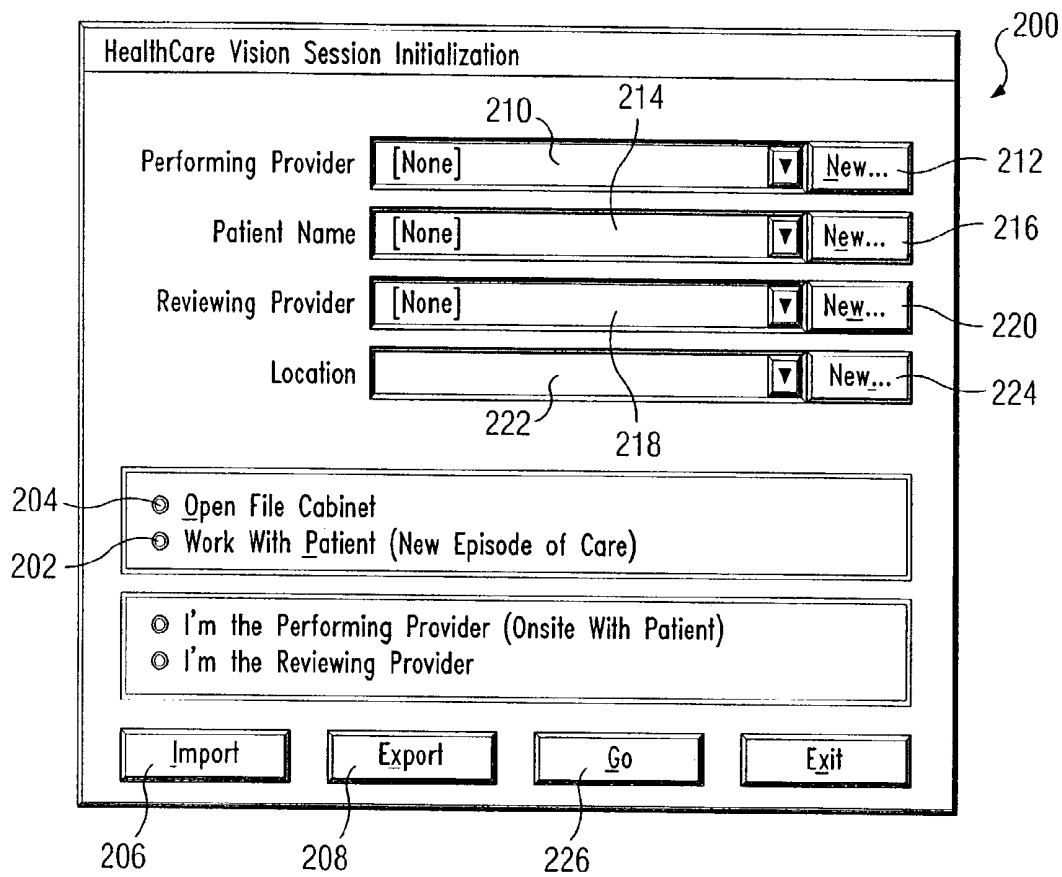 200
HealthCare Vision Session Initialization
210
214
Performing Provider [None] New... 212
Patient Name [None] New... 216
Reviewing Provider [None] New... 220
Location New... 224
222
218
204 Open File Cabinet
202 Work With Patient (New Episode of Care)
I'm the Performing Provider (Onsite With Patient)
I'm the Reviewing Provider
Import Export Go Exit
206 208 226